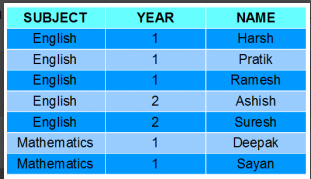 SUBJECT YEAR NAME
English 1 Harsh
English 1 Pratik
English 1 Ramesh
English 2 Ashish
English 2 Suresh
Mathematics 1 Deepak
Mathematics 1 Sayan